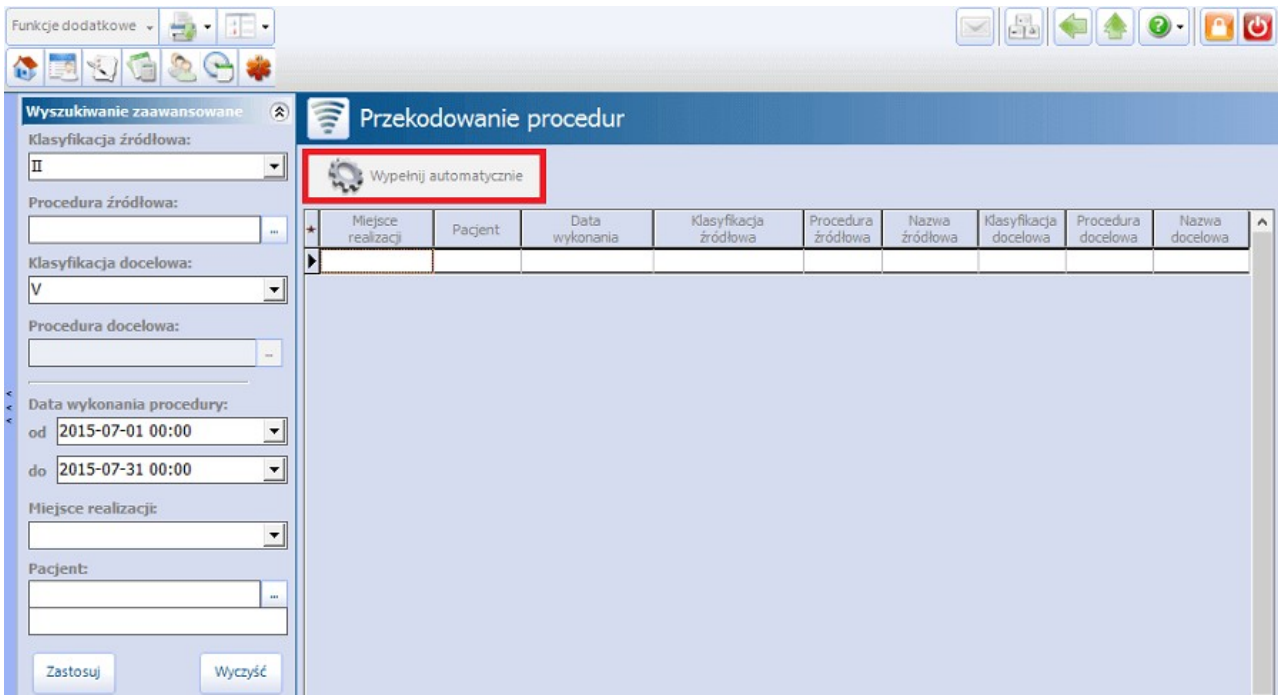 Funkcje dodatkowe
Wyszukiwanie zaawansowane
Klasyfikacja źródłowa:
II
Procedura źródłowa:
...
Klasyfikacja docelowa:
V
Procedura docelowa:
...
Data wykonania procedury:
od 2015-07-01 00:00
do 2015-07-31 00:00
Miejsce realizacji:
Pacjent:
...
Zastosuj Wyczyść
Przekodowanie procedur
Wypełnij automatycznie
Miejsce realizacji Pacjent Data wykonania Klasyfikacja źródłowa Procedura źródłowa Nazwa źródłowa Klasyfikacja docelowa Procedura docelowa Nazwa docelowa